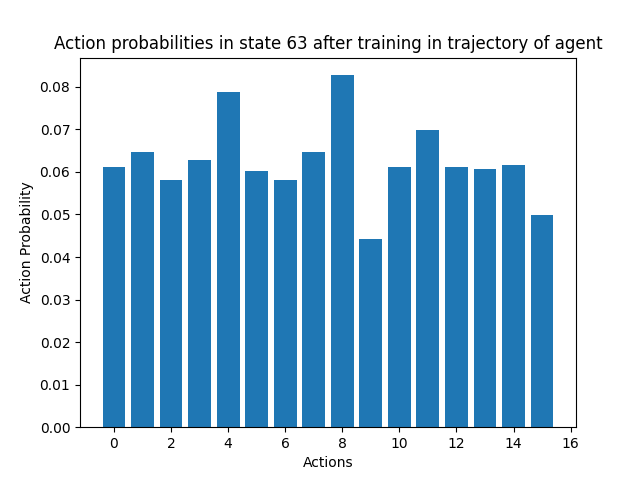 Action probabilities in state 63 after training in trajectory of agent
0.08
0.07
0.06
0.05
0.04
0.03
0.02
0.01
0.00
Action Probability
0 2 4 6 8 10 12 14 16
Actions